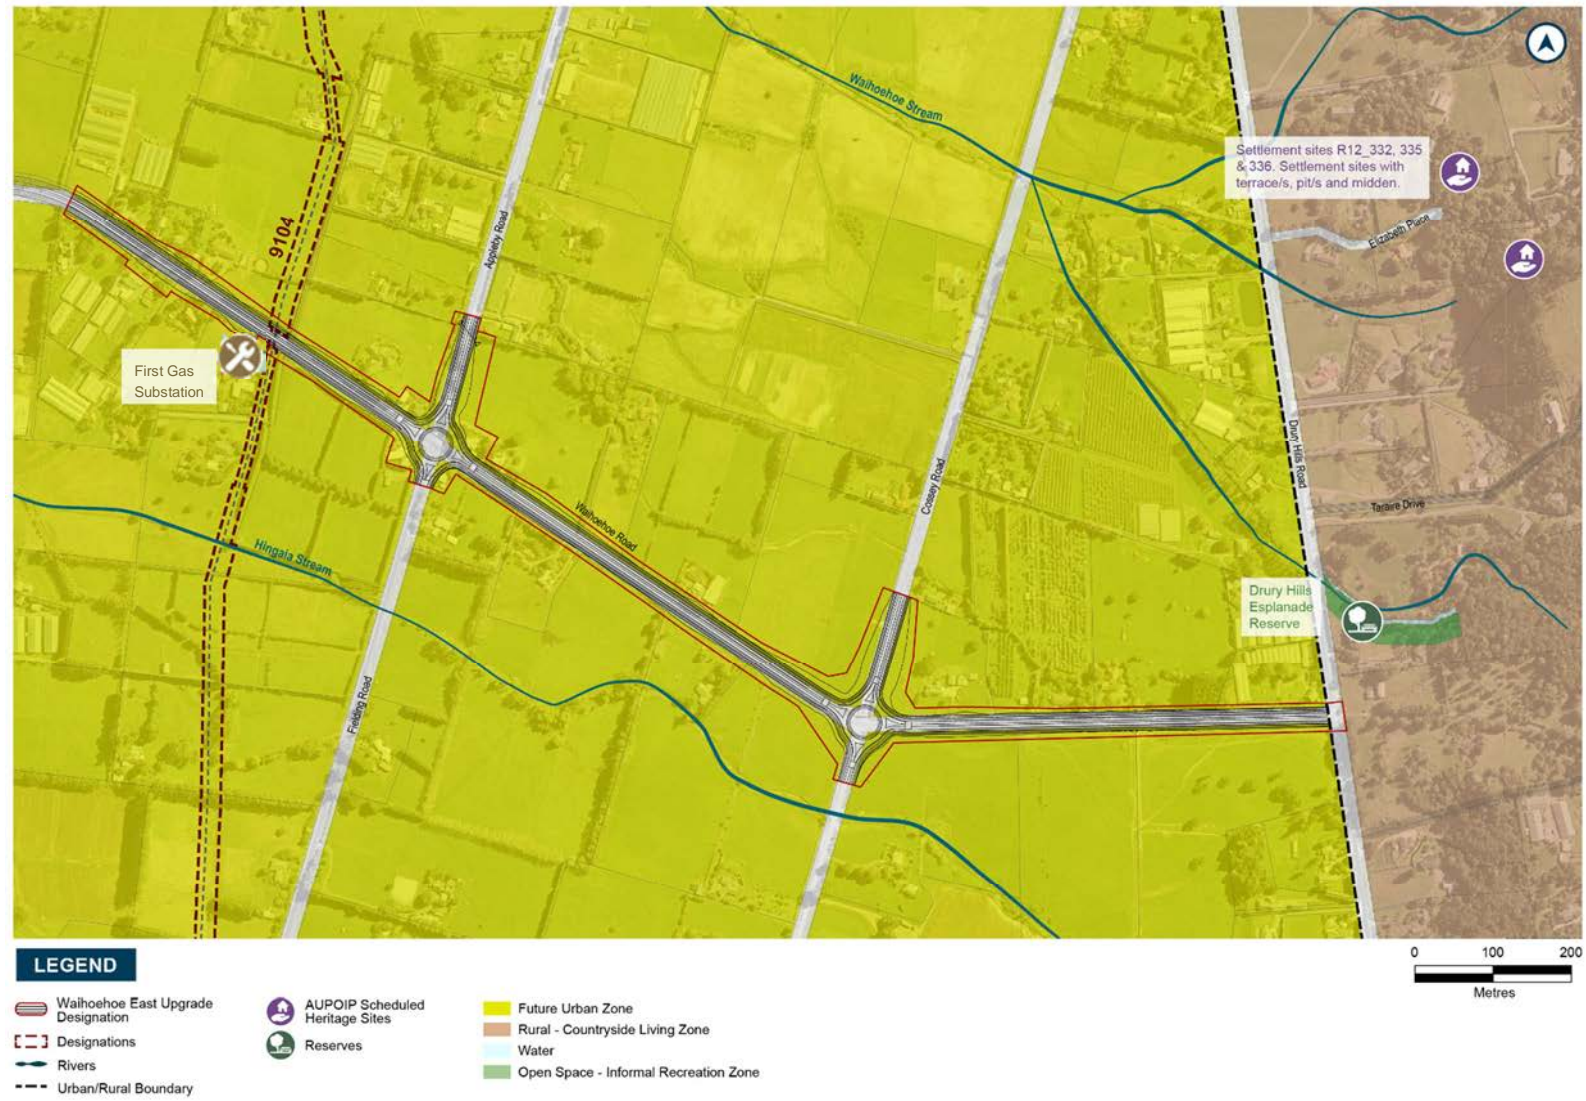 Waihoehoe Stream
Settlement sites R12_332, 335
& 336. Settlement sites with
terrace/s, pit/s and midden.
Elizabeth Place
9104
Appleby Road
First Gas
Substation
Drury Hills Road
Cossey Road
Taraire Drive
Waihoehoe Road
Hingaia Stream
Drury Hills
Esplanade
Reserve
Fielding Road
LEGEND
Waihoehoe East Upgrade
Designation
Designations
Rivers
Urban/Rural Boundary
AUPOIP Scheduled
Heritage Sites
Reserves
Future Urban Zone
Rural - Countryside Living Zone
Water
Open Space - Informal Recreation Zone
0 100 200
Metres